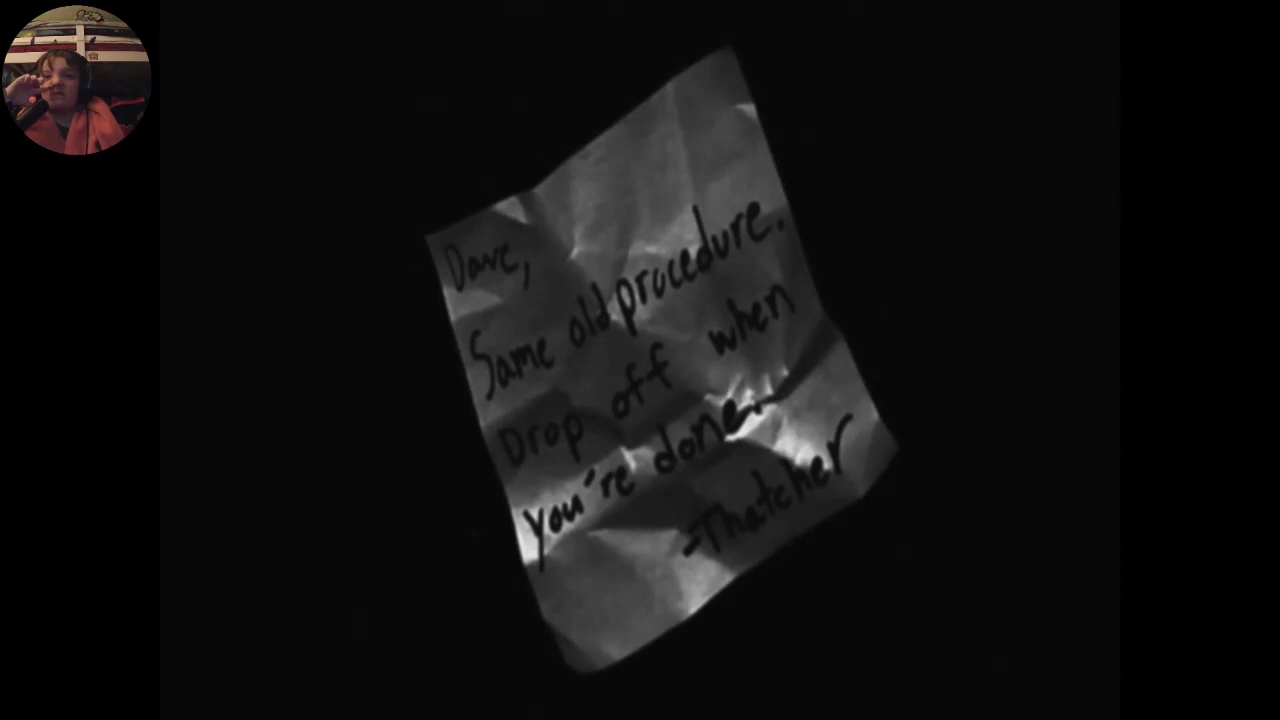 Dave,
Same old procedure.
Drop off when
you're done.
-Thatcher